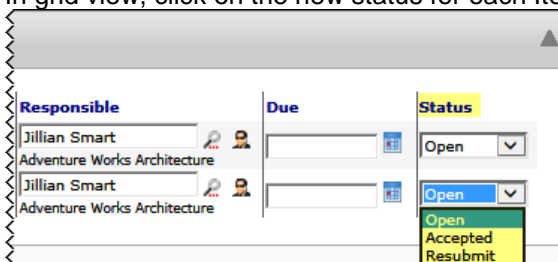 In grid view, click on the new status for each ite
Responsible Due Status
Jillian Smart Open
Adventure Works Architecture
Jillian Smart Open
Adventure Works Architecture
Open
Accepted
Resubmit